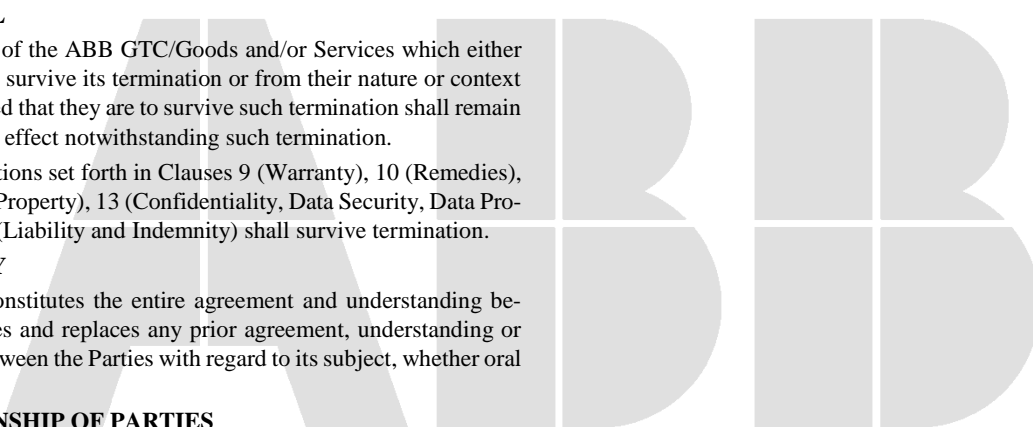 L
of the ABB GTC/Goods and/or Services which either
survive its termination or from their nature or context
ed that they are to survive such termination shall remain
effect notwithstanding such termination.
tions set forth in Clauses 9 (Warranty), 10 (Remedies),
Property), 13 (Confidentiality, Data Security, Data Pro-
(Liability and Indemnity) shall survive termination.
Y
onstitutes the entire agreement and understanding be-
es and replaces any prior agreement, understanding or
tween the Parties with regard to its subject, whether oral
NSHIP OF PARTIES
ABB